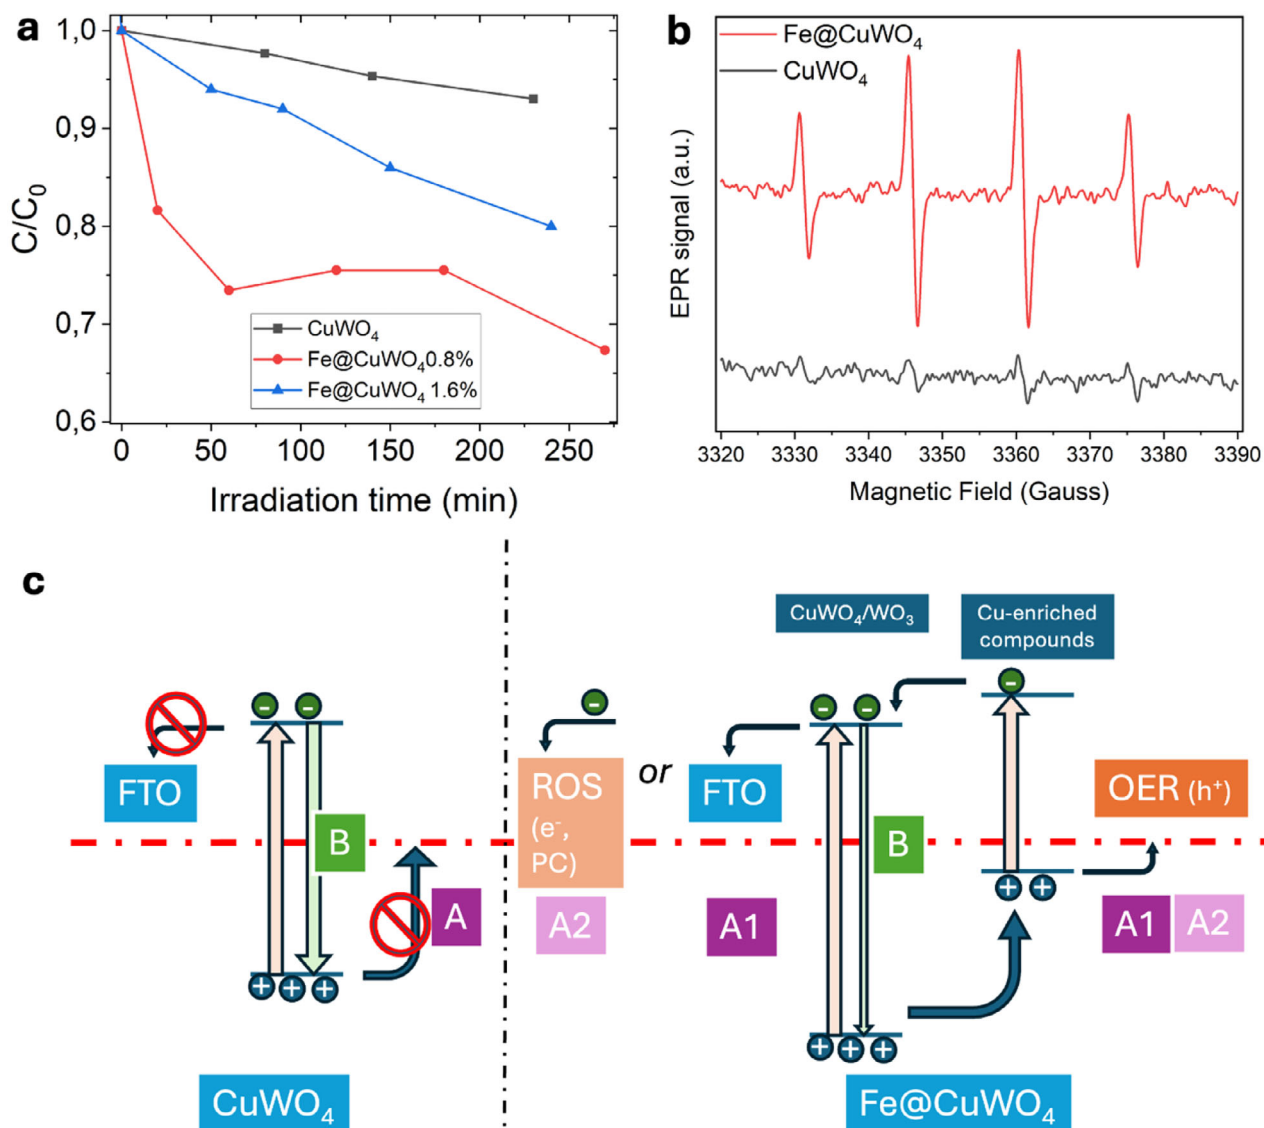 a
1,0
0,9
0,8
0,7
0,6
C/C₀
CuWO₄
Fe@CuWO₄0.8%
Fe@CuWO₄ 1.6%
0 50 100 150 200 250
Irradiation time (min)
b
Fe@CuWO₄
CuWO₄
EPR signal (a.u.)
3320 3330 3340 3350 3360 3370 3380 3390
Magnetic Field (Gauss)
c
FTO
- -
B
A
+ + +
CuWO₄
-
ROS
(e⁻,
PC)
A2
or
CuWO₄/WO₃
Cu-enriched
compounds
FTO
- -
-
B
A1
+ + +
+ +
OER (h⁺)
A1 A2
Fe@CuWO₄